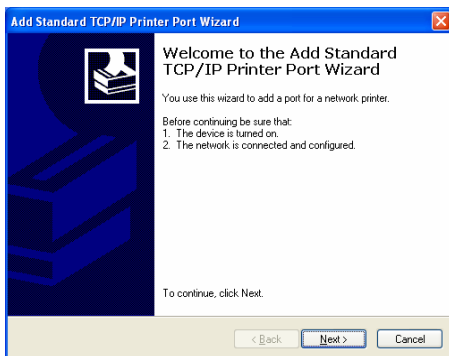 Add Standard TCP/IP Printer Port Wizard
Welcome to the Add Standard
TCP/IP Printer Port Wizard
You use this wizard to add a port for a network printer.
Before continuing be sure that:
1. The device is turned on.
2. The network is connected and configured.
To continue, click Next.
< Back Next > Cancel